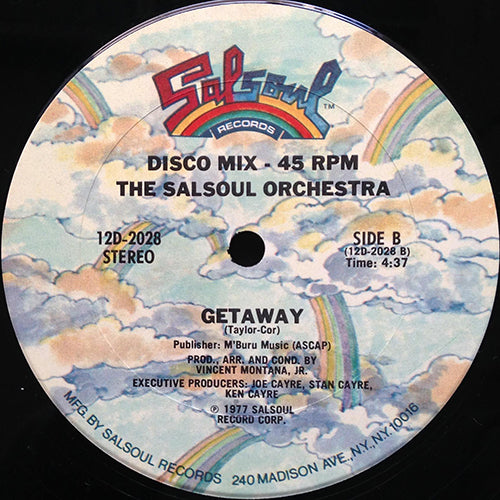 Salsoul
TM
RECORDS
DISCO MIX - 45 RPM
THE SALSOUL ORCHESTRA
12D-2028
STEREO
SIDE B
(12D-2028 B)
Time: 4:37
GETAWAY
(Taylor-Cor)
Publisher: M'Buru Music (ASCAP)
PROD., ARR. AND COND. BY
VINCENT MONTANA, JR.
EXECUTIVE PRODUCERS: JOE CAYRE, STAN CAYRE,
KEN CAYRE
℗ 1977 SALSOUL
RECORD CORP.
MFG. BY SALSOUL RECORDS 240 MADISON AVE., NY., N.Y. 10016